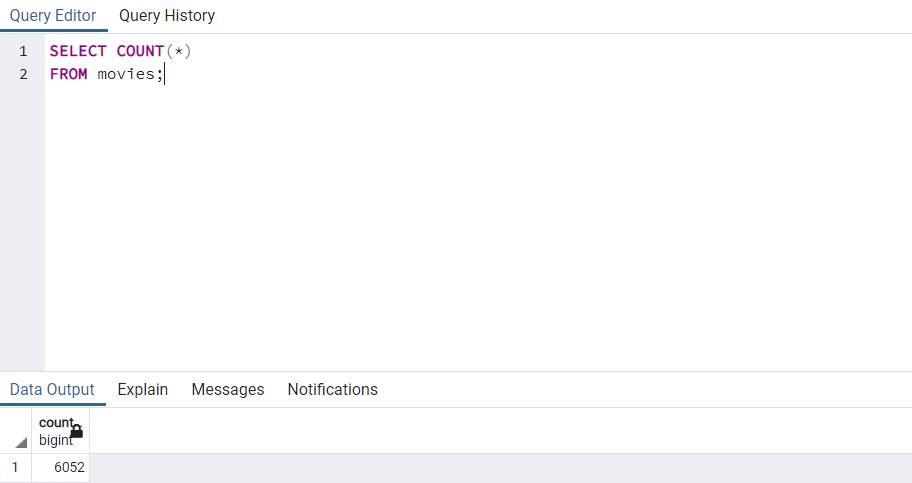 Query Editor Query History
1 SELECT COUNT(*)
2 FROM movies;
Data Output Explain Messages Notifications
count
bigint
1 6052